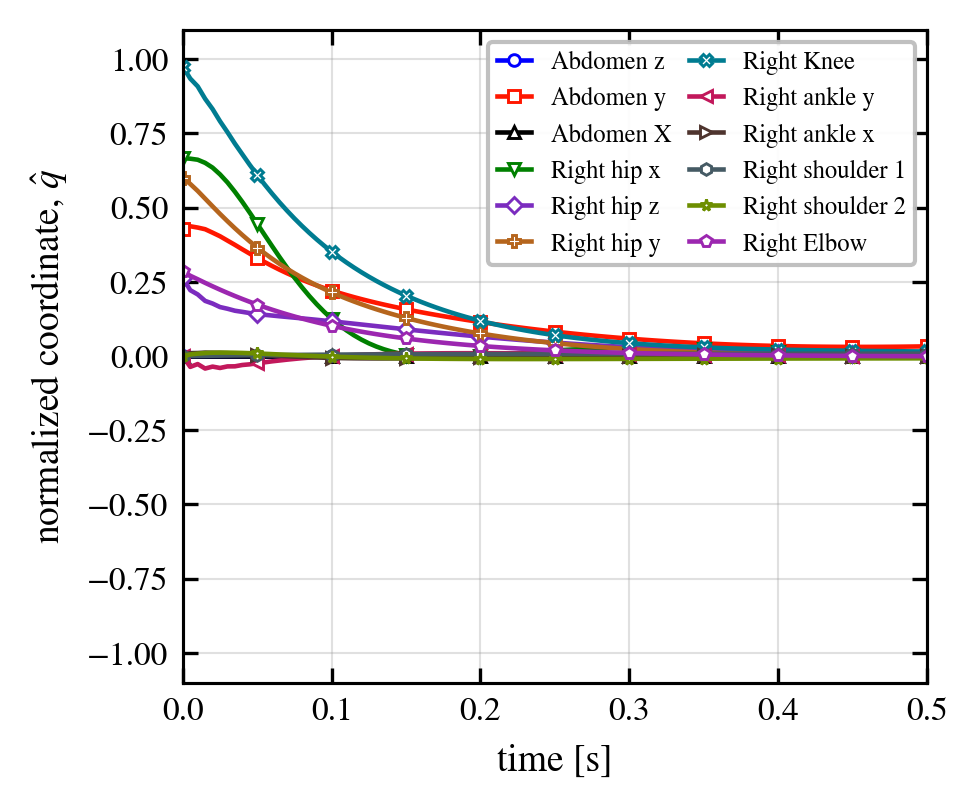 1.00
0.75
0.50
0.25
0.00
−0.25
−0.50
−0.75
−1.00
normalized coordinate, q̂
Abdomen z
Abdomen y
Abdomen X
Right hip x
Right hip z
Right hip y
Right Knee
Right ankle y
Right ankle x
Right shoulder 1
Right shoulder 2
Right Elbow
0.0 0.1 0.2 0.3 0.4 0.5
time [s]